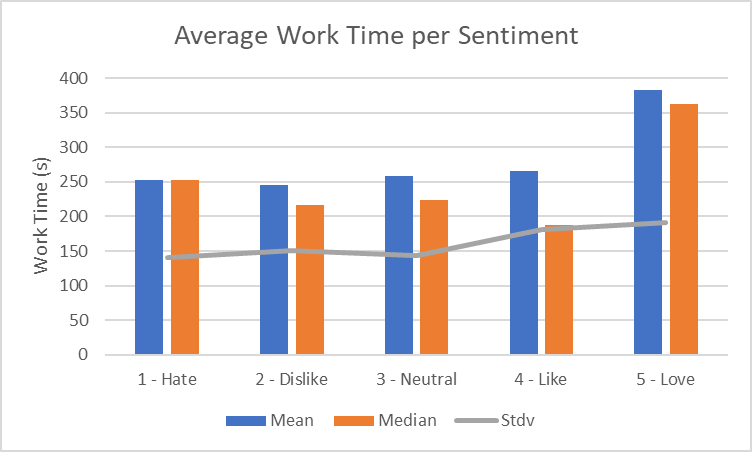 Average Work Time per Sentiment
Work Time (s)
400
350
300
250
200
150
100
50
0
1 - Hate 2 - Dislike 3 - Neutral 4 - Like 5 - Love
Mean Median Stdv